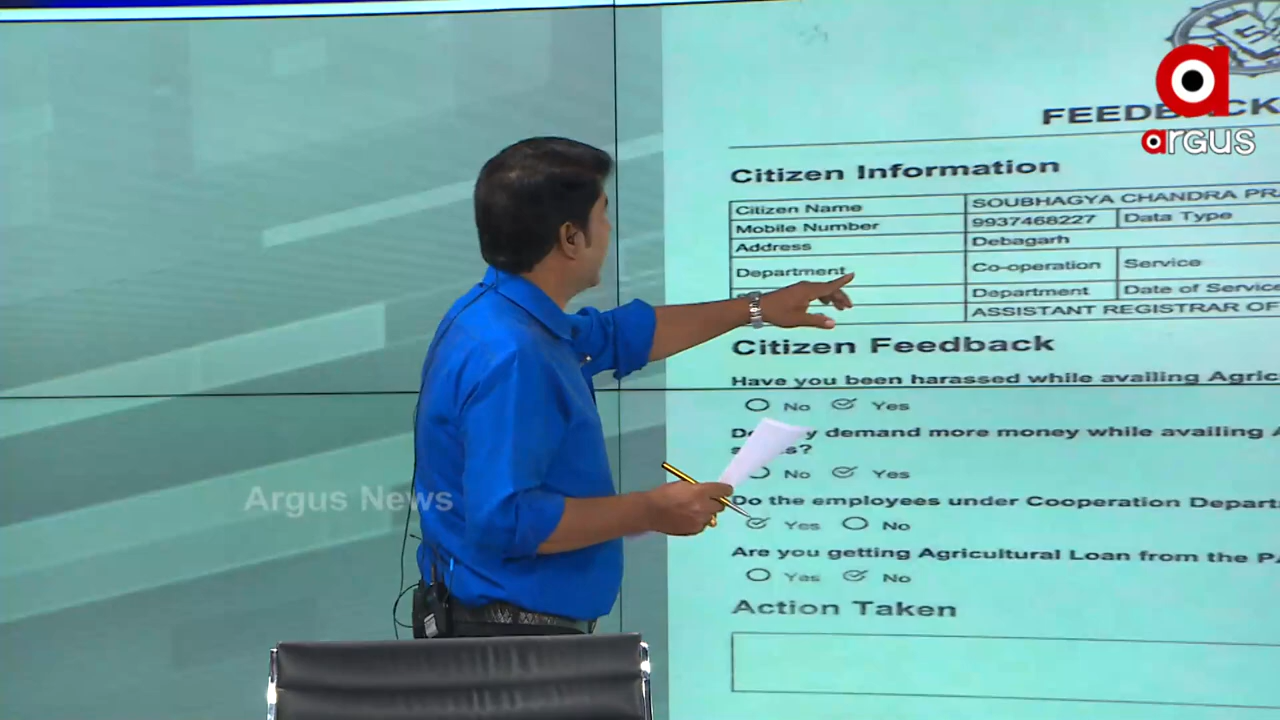 FEEDBACK
argus
Citizen Information
Citizen Name SOUBHAGYA CHANDRA
Mobile Number 9937468227 Data Type
Address Debagarh
Department Co-operation Service
Department Date of Service
ASSISTANT REGISTRAR OF
Citizen Feedback
Have you been harassed while availing
No Yes
demand more money while availing
No Yes
Do the employees under Cooperation
Yes No
Are you getting Agricultural Loan from the
Yes No
Action Taken
Argus News